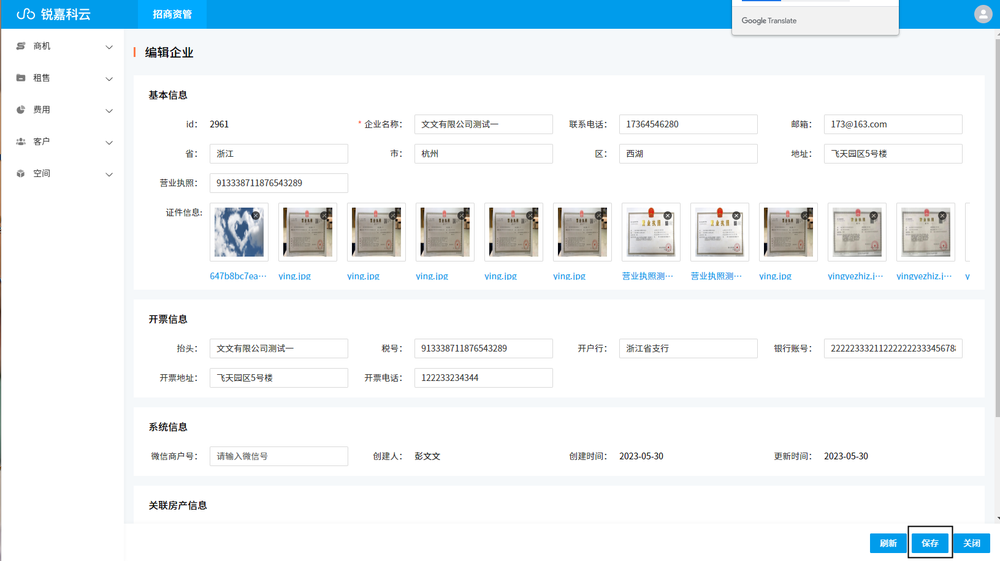 锐嘉科云
招商资管
Google Translate
商机
租售
费用
客户
空间
编辑企业
基本信息
id： 2961
* 企业名称： 文文有限公司测试一
联系电话： 17364546280
邮箱： 173@163.com
省： 浙江
市： 杭州
区： 西湖
地址： 飞天园区5号楼
营业执照： 913338711876543289
证件信息:
647b8bc7ea… ying.jpg ying.jpg ying.jpg ying.jpg ying.jpg 营业执照测… 营业执照测… ying.jpg yingyezhiz.j… yingyezhiz.j… y
开票信息
抬头： 文文有限公司测试一
税号： 913338711876543289
开户行： 浙江省支行
银行账号：
开票地址： 飞天园区5号楼
开票电话： 122233234344
系统信息
微信商户号： 请输入微信号
创建人： 彭文文
创建时间： 2023-05-30
更新时间： 2023-05-30
关联房产信息
刷新 保存 关闭